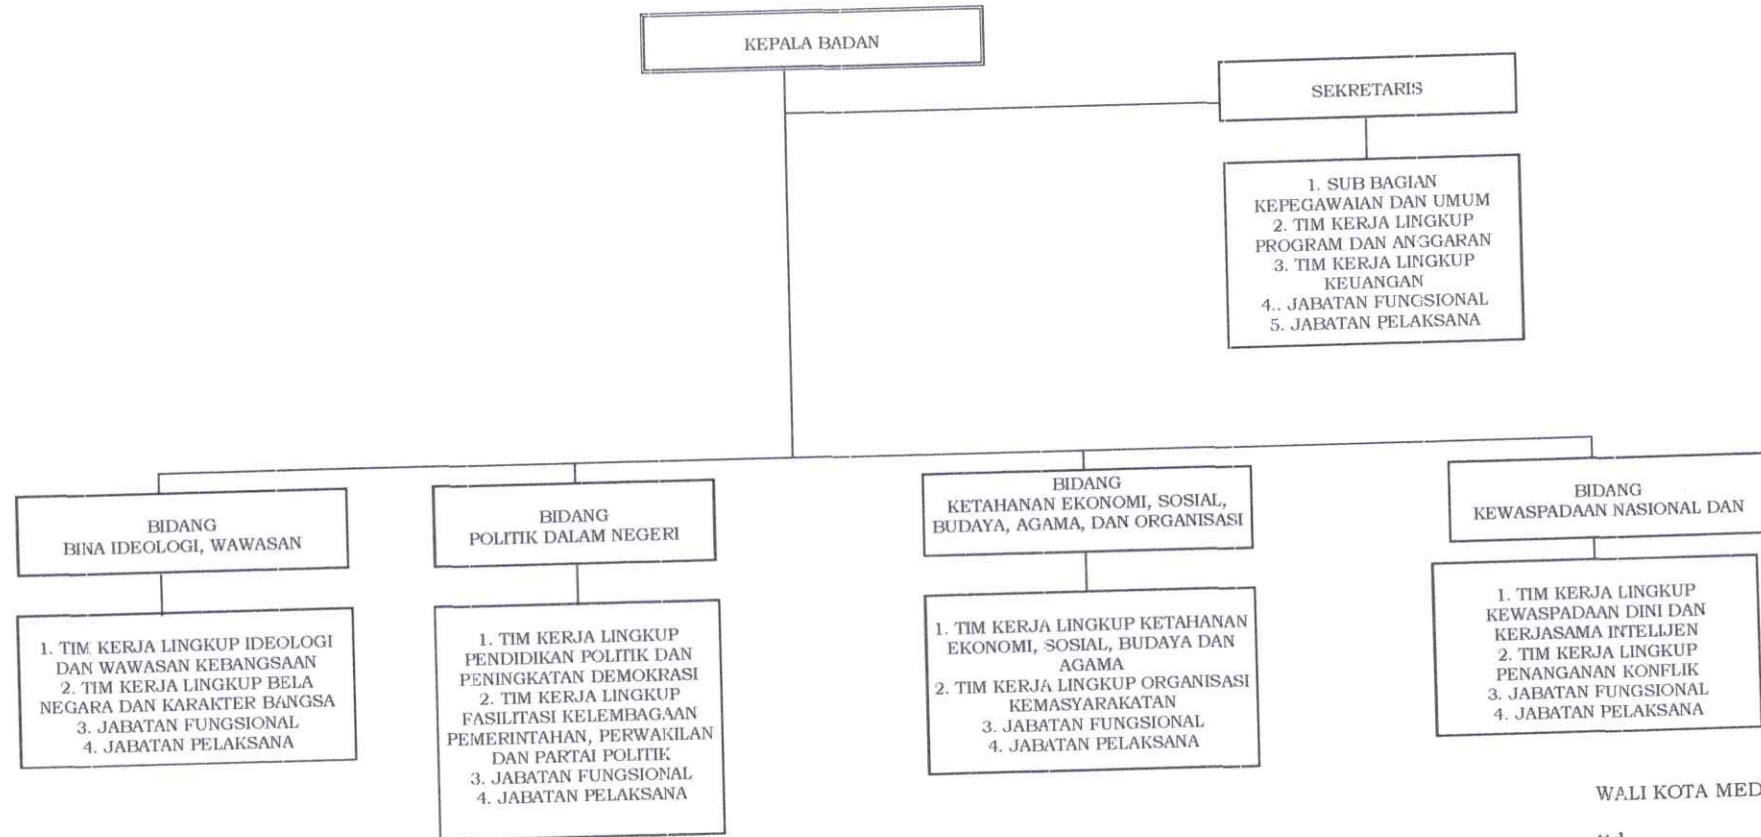 KEPALA BADAN
SEKRETARIS
1. SUB BAGIAN
KEPEGAWAIAN DAN UMUM
2. TIM KERJA LINGKUP
PROGRAM DAN ANGGARAN
3. TIM KERJA LINGKUP
KEUANGAN
4.. JABATAN FUNGSIONAL
5. JABATAN PELAKSANA
BIDANG
BINA IDEOLOGI, WAWASAN
BIDANG
POLITIK DALAM NEGERI
BIDANG
KETAHANAN EKONOMI, SOSIAL,
BUDAYA, AGAMA, DAN ORGANISASI
BIDANG
KEWASPADAAN NASIONAL DAN
1. TIM KERJA LINGKUP IDEOLOGI
DAN WAWASAN KEBANGSAAN
2. TIM KERJA LINGKUP BELA
NEGARA DAN KARAKTER BANGSA
3. JABATAN FUNGSIONAL
4. JABATAN PELAKSANA
1. TIM KERJA LINGKUP
PENDIDIKAN POLITIK DAN
PENINGKATAN DEMOKRASI
2. TIM KERJA LINGKUP
FASILITASI KELEMBAGAAN
PEMERINTAHAN, PERWAKILAN
DAN PARTAI POLITIK
3. JABATAN FUNGSIONAL
4. JABATAN PELAKSANA
1. TIM KERJA LINGKUP KETAHANAN
EKONOMI, SOSIAL, BUDAYA DAN
AGAMA
2. TIM KERJA LINGKUP ORGANISASI
KEMASYARAKATAN
3. JABATAN FUNGSIONAL
4. JABATAN PELAKSANA
1. TIM KERJA LINGKUP
KEWASPADAAN DINI DAN
KERJASAMA INTELIJEN
2. TIM KERJA LINGKUP
PENANGANAN KONFLIK
3. JABATAN FUNGSIONAL
4. JABATAN PELAKSANA
WALI KOTA MED